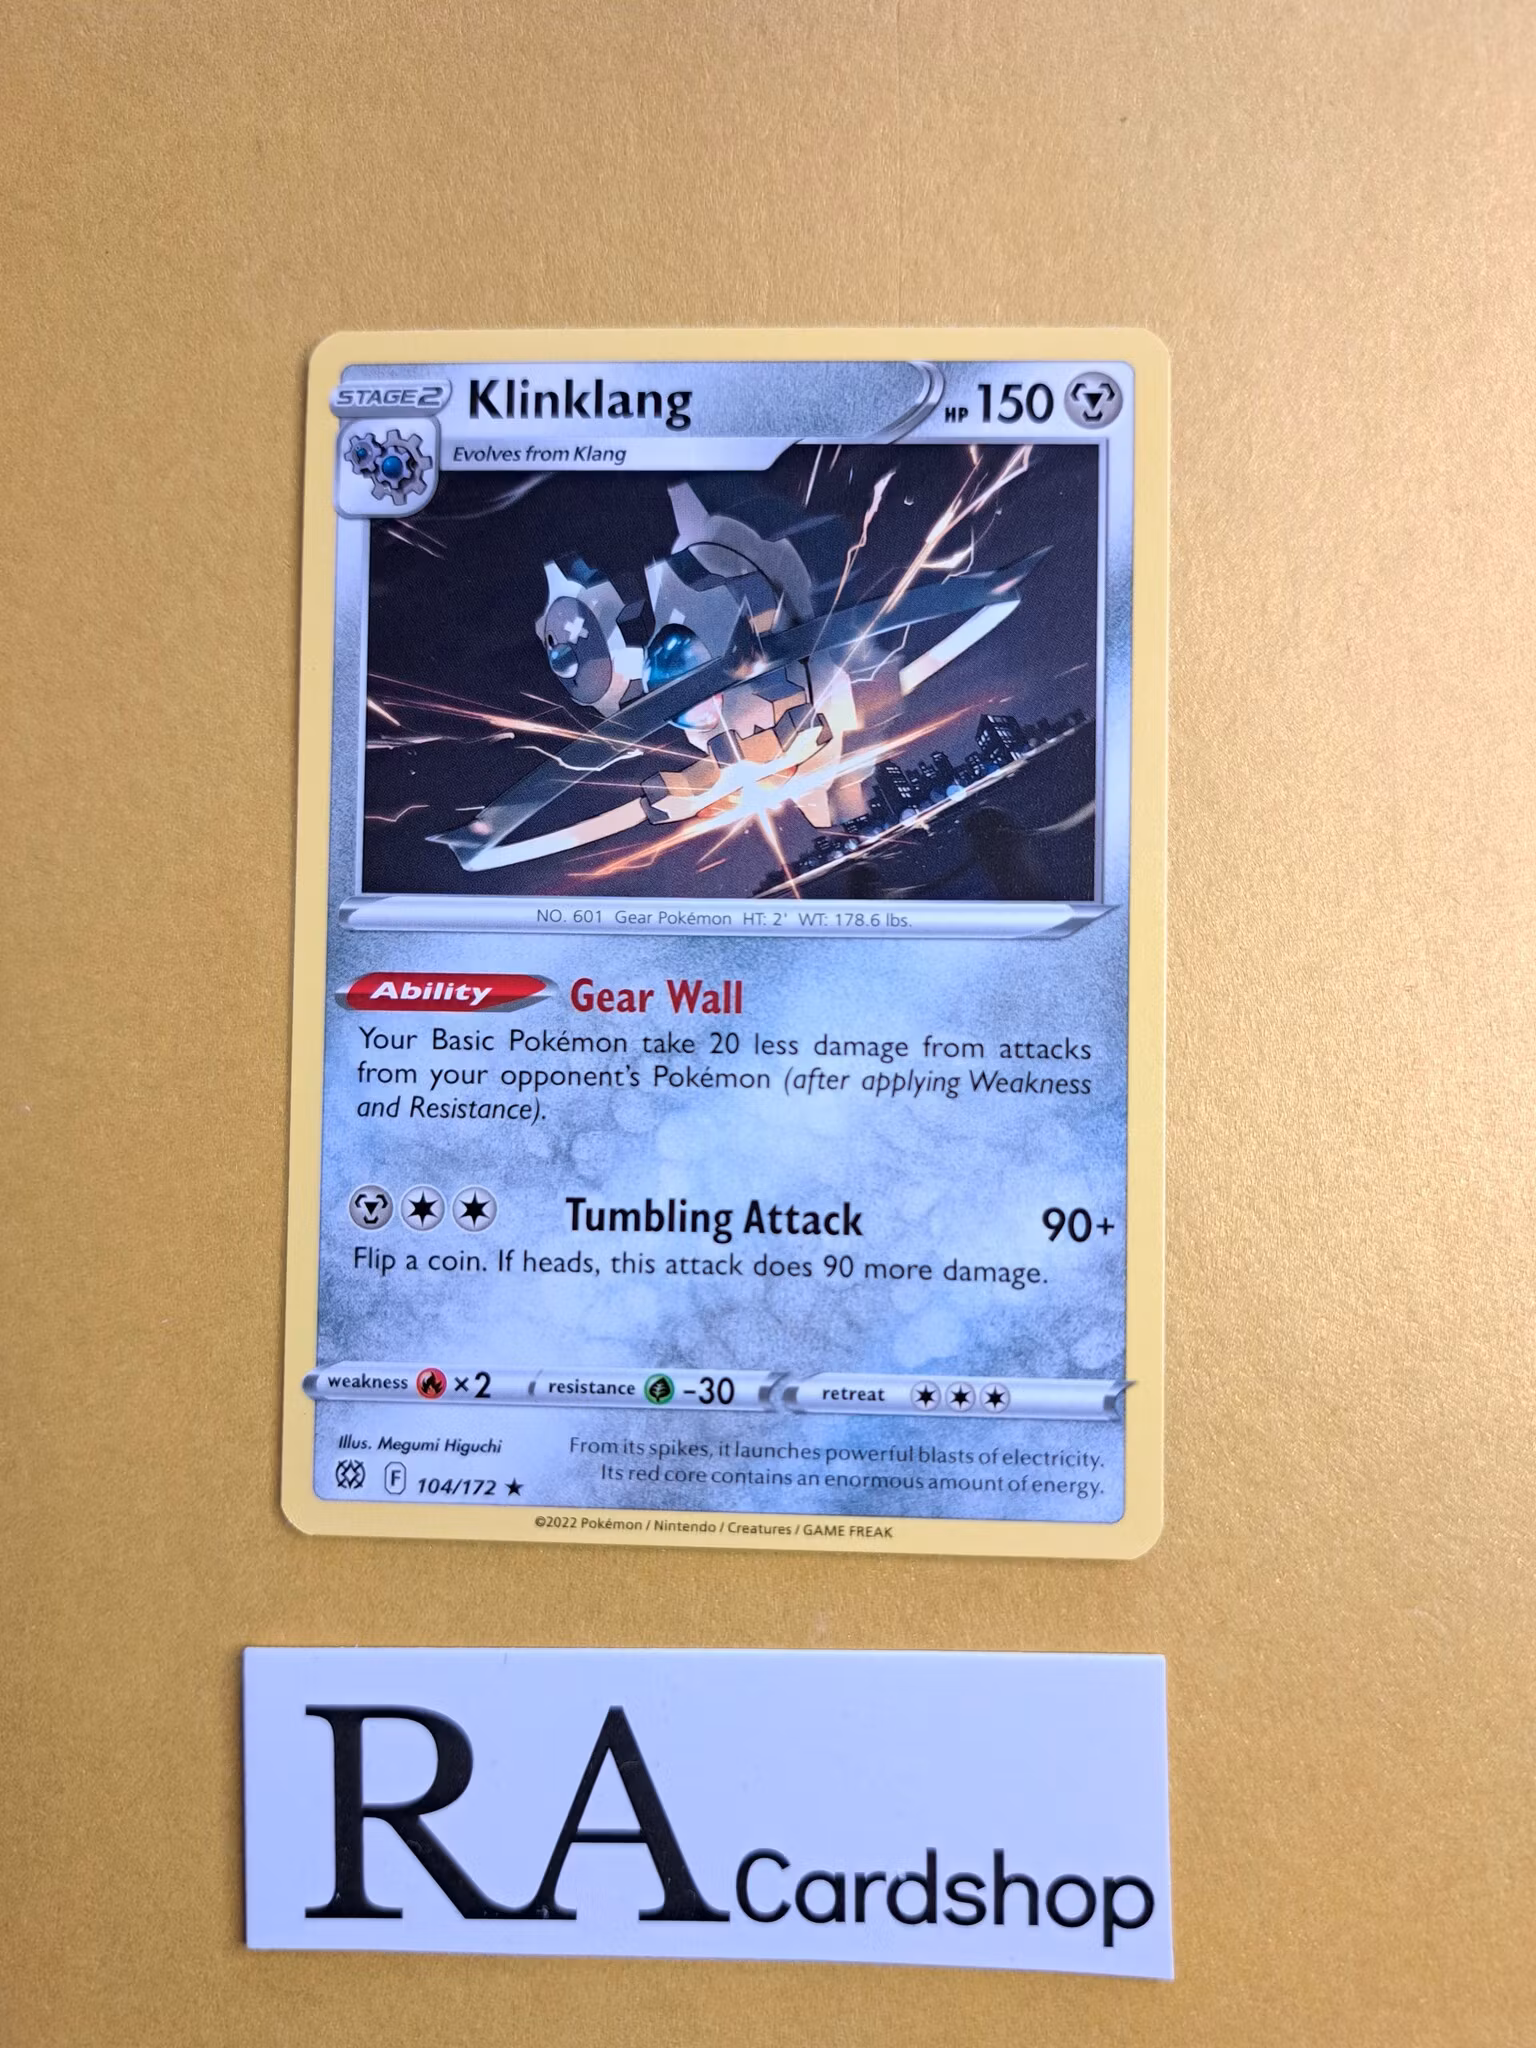 STAGE2
Klinklang
HP 150
Evolves from Klang
NO. 601 Gear Pokémon HT: 2' WT: 178.6 lbs.
Ability Gear Wall
Your Basic Pokémon take 20 less damage from attacks
from your opponent's Pokémon (after applying Weakness
and Resistance).
Tumbling Attack 90+
Flip a coin. If heads, this attack does 90 more damage.
weakness ×2 resistance -30 retreat
Illus. Megumi Higuchi
From its spikes, it launches powerful blasts of electricity.
Its red core contains an enormous amount of energy.
F 104/172 ★
©2022 Pokémon / Nintendo / Creatures / GAME FREAK
RA Cardshop